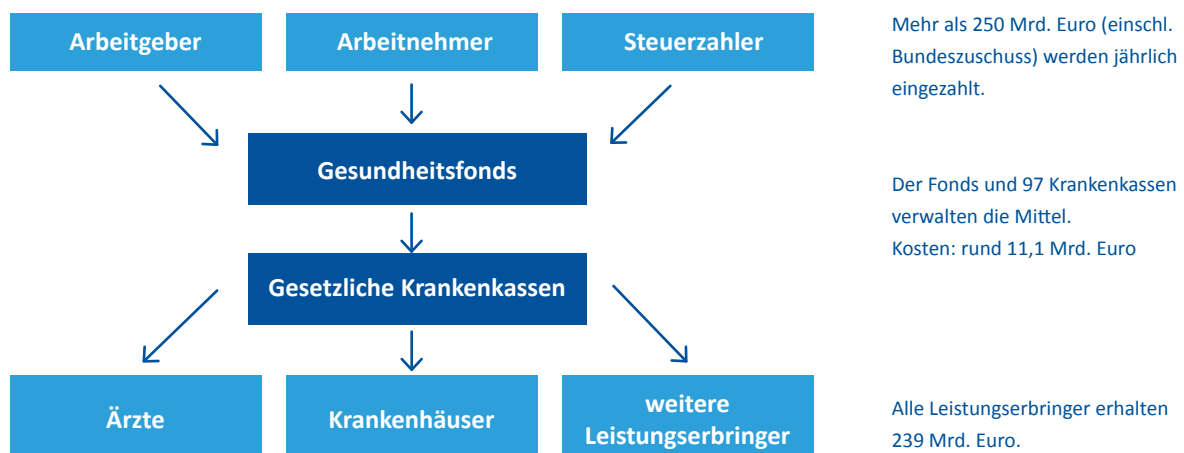 Arbeitgeber
Arbeitnehmer
Steuerzahler
Mehr als 250 Mrd. Euro (einschl.
Bundeszuschuss) werden jährlich
eingezahlt.
Gesundheitsfonds
Der Fonds und 97 Krankenkassen
verwalten die Mittel.
Kosten: rund 11,1 Mrd. Euro
Gesetzliche Krankenkassen
Ärzte
Krankenhäuser
weitere
Leistungserbringer
Alle Leistungserbringer erhalten
239 Mrd. Euro.